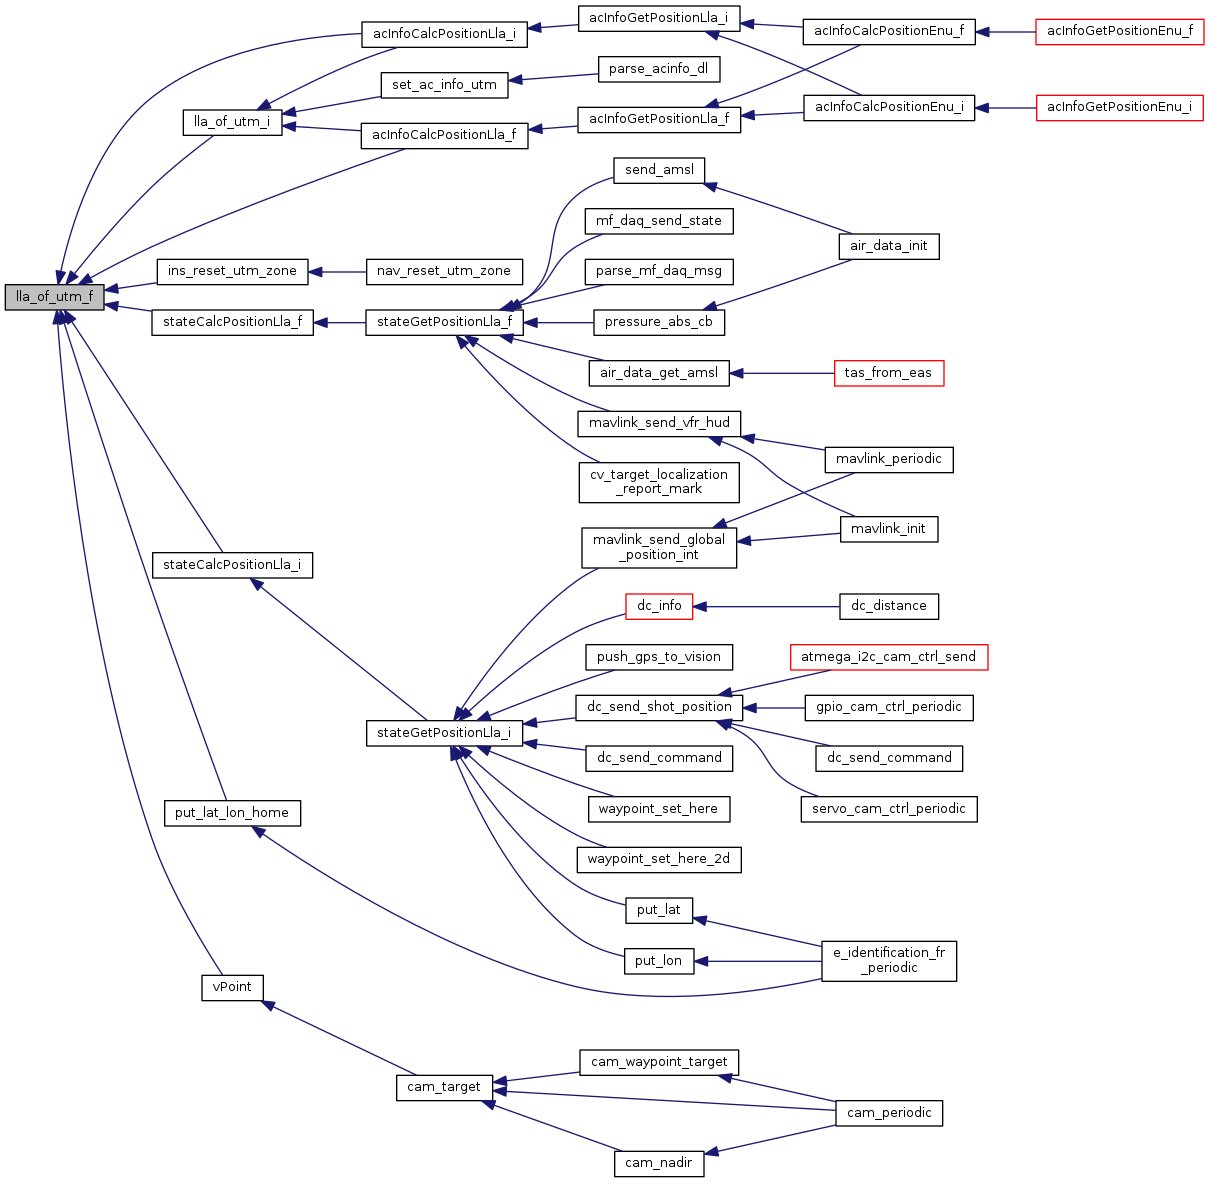 acInfoGetPositionLla_i
acInfoCalcPositionEnu_f
acInfoGetPositionEnu_f
acInfoCalcPositionLla_i
parse_acinfo_dl
set_ac_info_utm
acInfoCalcPositionEnu_i
acInfoGetPositionEnu_i
acInfoGetPositionLla_f
lla_of_utm_i
acInfoCalcPositionLla_f
send_amsl
mf_daq_send_state
air_data_init
ins_reset_utm_zone
nav_reset_utm_zone
parse_mf_daq_msg
lla_of_utm_f
stateCalcPositionLla_f
stateGetPositionLla_f
pressure_abs_cb
air_data_get_amsl
tas_from_eas
mavlink_send_vfr_hud
mavlink_periodic
cv_target_localization
_report_mark
mavlink_init
mavlink_send_global
_position_int
stateCalcPositionLla_i
dc_info
dc_distance
push_gps_to_vision
atmega_i2c_cam_ctrl_send
dc_send_shot_position
gpio_cam_ctrl_periodic
stateGetPositionLla_i
dc_send_command
dc_send_command
waypoint_set_here
servo_cam_ctrl_periodic
put_lat_lon_home
waypoint_set_here_2d
put_lat
put_lon
e_identification_fr
_periodic
vPoint
cam_waypoint_target
cam_target
cam_periodic
cam_nadir